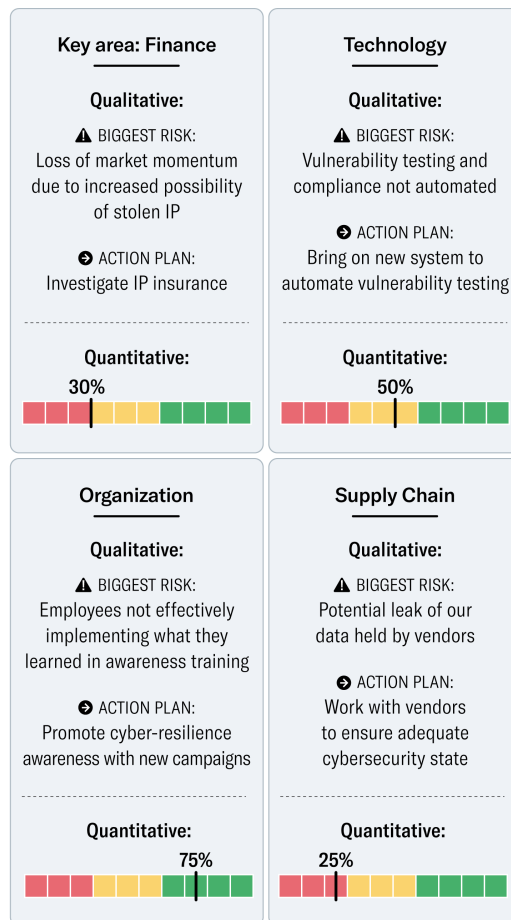 Key area: Finance
Qualitative:
BIGGEST RISK:
Loss of market momentum
due to increased possibility
of stolen IP
ACTION PLAN:
Investigate IP insurance
Quantitative:
30%
Technology
Qualitative:
BIGGEST RISK:
Vulnerability testing and
compliance not automated
ACTION PLAN:
Bring on new system to
automate vulnerability testing
Quantitative:
50%
Organization
Qualitative:
BIGGEST RISK:
Employees not effectively
implementing what they
learned in awareness training
ACTION PLAN:
Promote cyber-resilience
awareness with new campaigns
Quantitative:
75%
Supply Chain
Qualitative:
BIGGEST RISK:
Potential leak of our
data held by vendors
ACTION PLAN:
Work with vendors
to ensure adequate
cybersecurity state
Quantitative:
25%